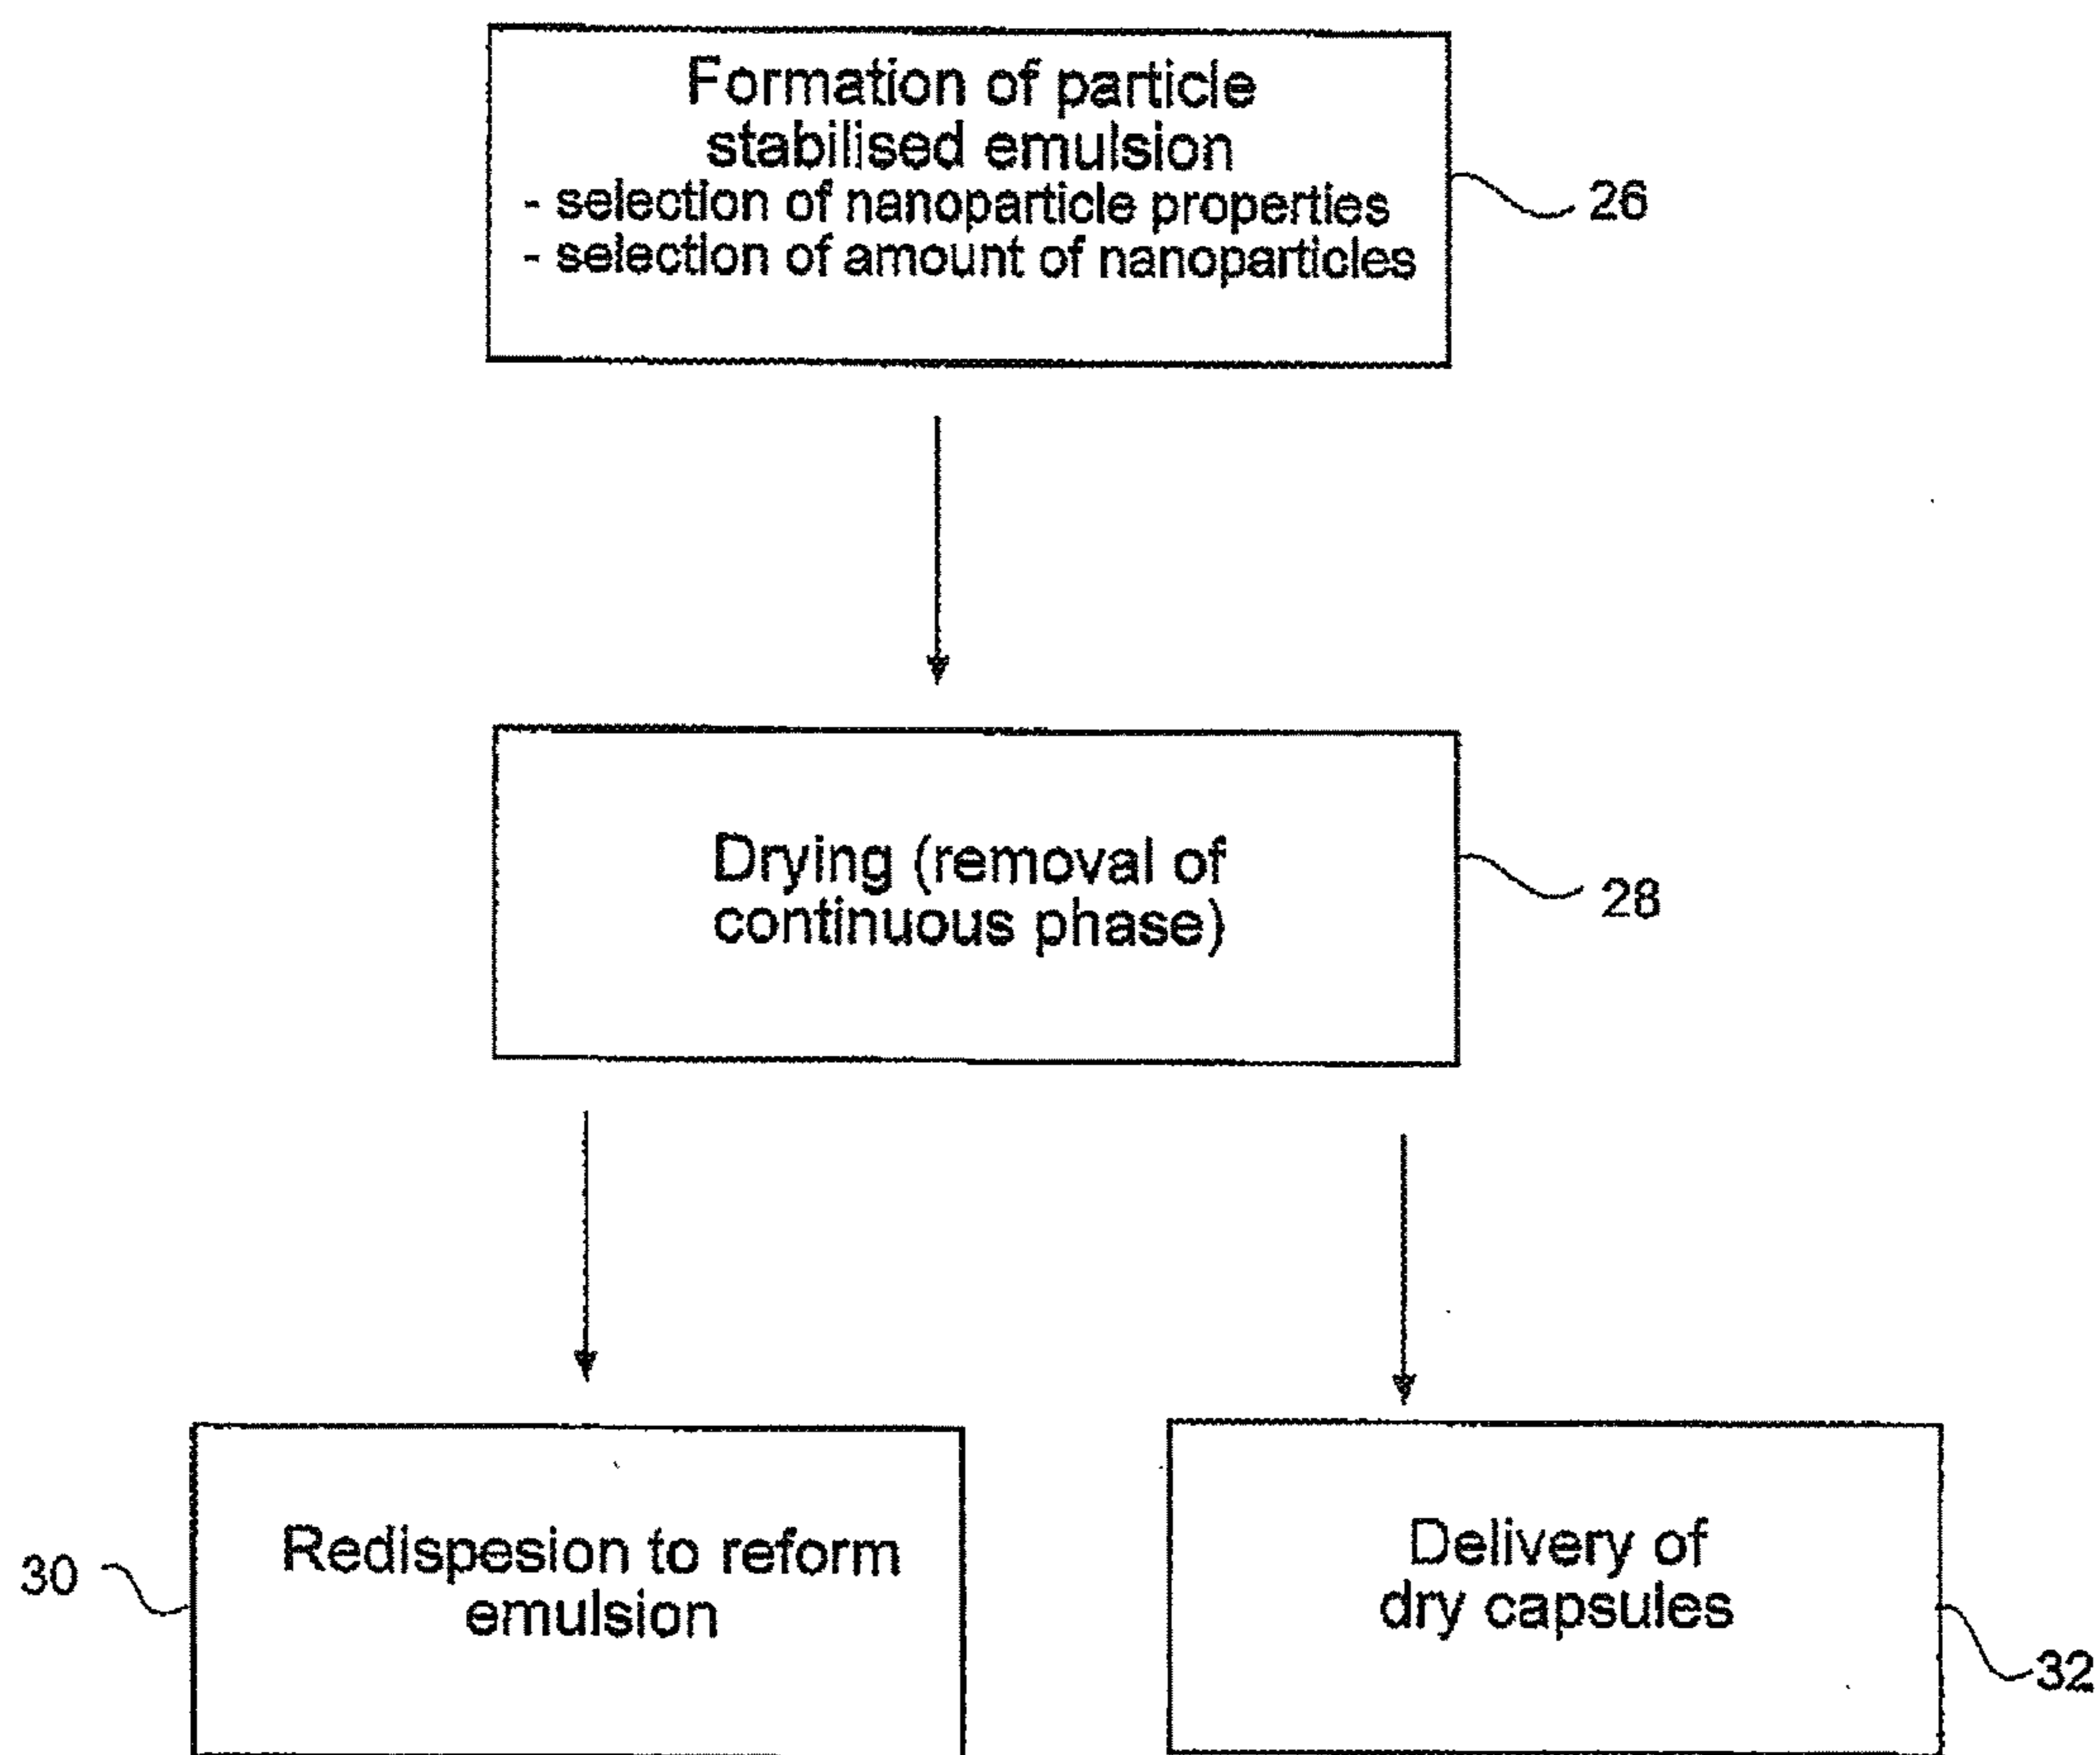 Formation of particle
stabilised emulsion
- selection of nanoparticle properties
- selection of amount of nanoparticles
26
Drying (removal of
continuous phase)
28
30
Redispesion to reform
emulsion
Delivery of
dry capsules
32